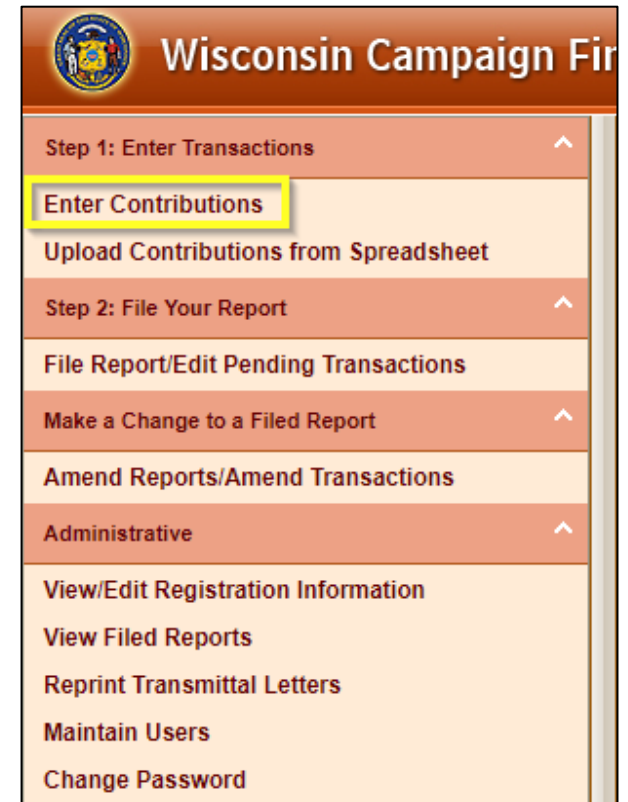 Wisconsin Campaign
Step 1: Enter Transactions
Enter Contributions
Upload Contributions from Spreadsheet
Step 2: File Your Report
File Report/Edit Pending Transactions
Make a Change to a Filed Report
Amend Reports/Amend Transactions
Administrative
View/Edit Registration Information
View Filed Reports
Reprint Transmittal Letters
Maintain Users
Change Password